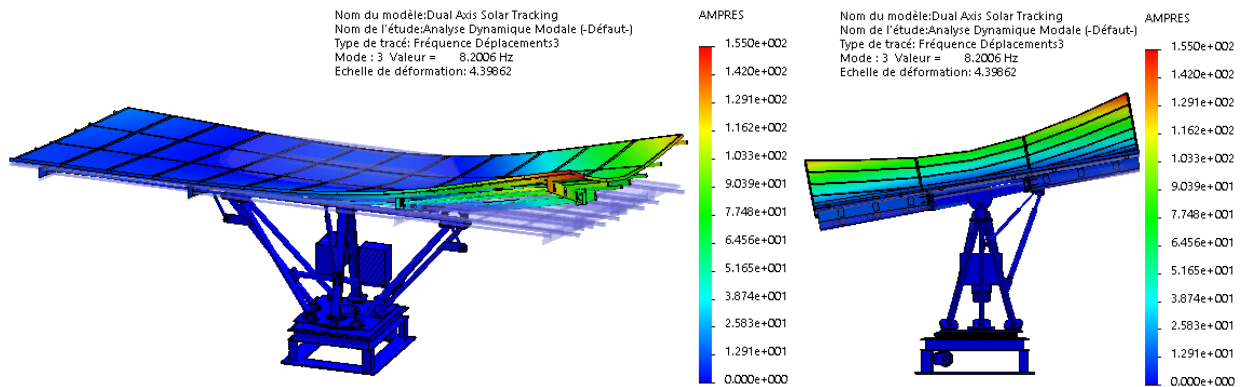 Nom du modèle:Dual Axis Solar Tracking
Nom de l'étude:Analyse Dynamique Modale (-Défaut-)
Type de tracé: Fréquence Déplacements3
Mode : 3 Valeur = 8.2006 Hz
Echelle de déformation: 4.39862
AMPRES
1.550e+002
1.420e+002
1.291e+002
1.162e+002
1.033e+002
9.039e+001
7.748e+001
6.456e+001
5.165e+001
3.874e+001
2.583e+001
1.291e+001
0.000e+000
Nom du modèle:Dual Axis Solar Tracking
Nom de l'étude:Analyse Dynamique Modale (-Défaut-)
Type de tracé: Fréquence Déplacements3
Mode : 3 Valeur = 8.2006 Hz
Echelle de déformation: 4.39862
AMPRES
1.550e+002
1.420e+002
1.291e+002
1.162e+002
1.033e+002
9.039e+001
7.748e+001
6.456e+001
5.165e+001
3.874e+001
2.583e+001
1.291e+001
0.000e+000